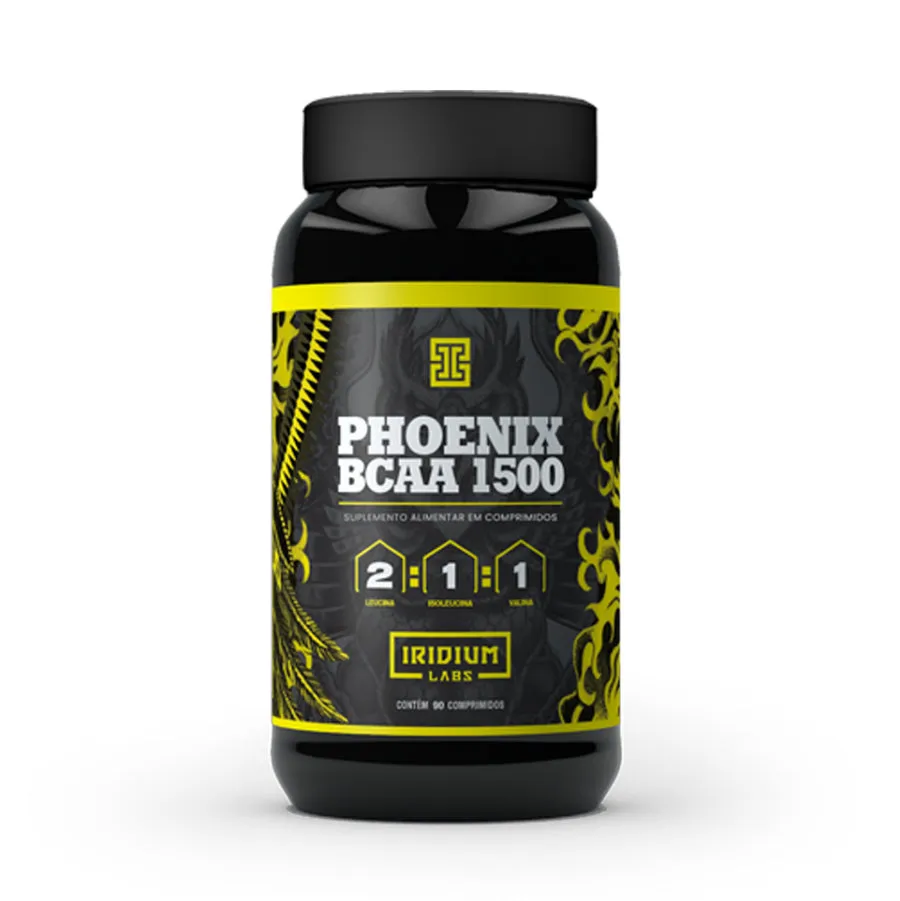 PHOENIX
BCAA 1500
SUPLEMENTO ALIMENTAR EM COMPRIMIDOS
2:1:1
LEUCINA ISOLEUCINA VALINA
IRIDIUM
LABS
CONTÉM 90 COMPRIMIDOS